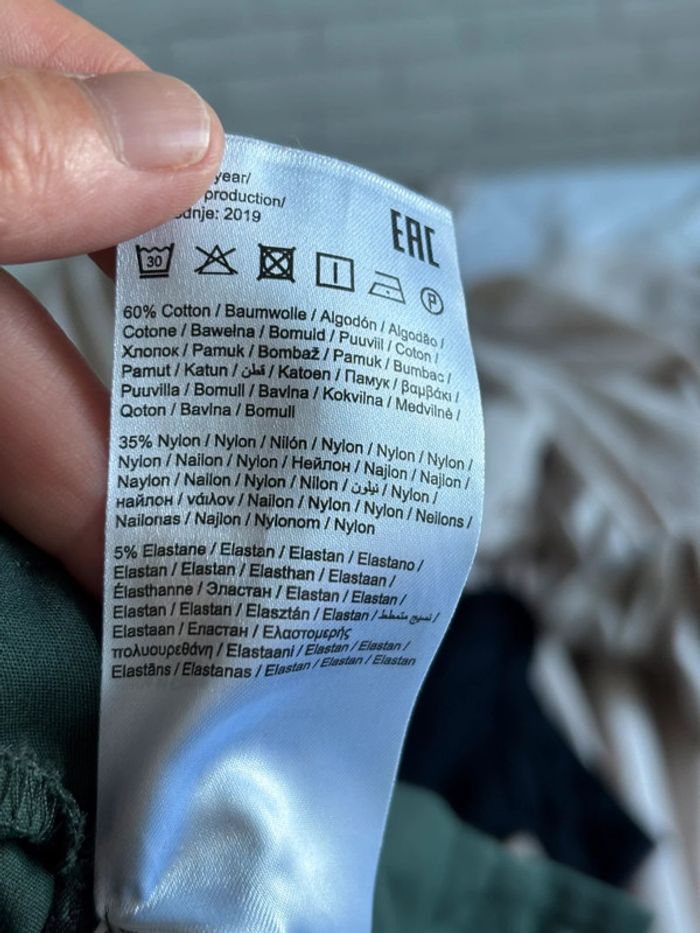 year/
production/
dnje: 2019
EAC
30
P
60% Cotton / Baumwolle / Algodón / Algodão /
Cotone / Bawełna / Bomuld / Puuvill / Coton /
Хлопок / Pamuk / Bombaž / Pamuk / Bumbac /
Pamut / Katun / قطن / Katoen / Памук / βαμβάκι /
Puuvilla / Bomull / Bavlna / Kokvilna / Medvilnė /
Qoton / Bavlna / Bomull
35% Nylon / Nylon / Nilón / Nylon / Nylon / Nylon /
Nylon / Nailon / Nylon / Нейлон / Najlon / Najlon /
Naylon / Nailon / Nylon / Nilon / نيلون / Nylon /
найлон / νάιλον / Nailon / Nylon / Nylon / Neilons /
Nailonas / Najlon / Nylonom / Nylon
5% Elastane / Elastan / Elastan / Elastano /
Elastan / Elastan / Elasthan / Elastaan /
Élasthanne / Эластан / Elastan / Elastan /
Elastan / Elastan / Elasztán / Elastan / نسيج متمطط /
Elastaan / Еластан / Ελαστομερής
πολυουρεθάνη / Elastaani / Elastan / Elastan /
Elastāns / Elastanas / Elastan / Elastan / Elastan